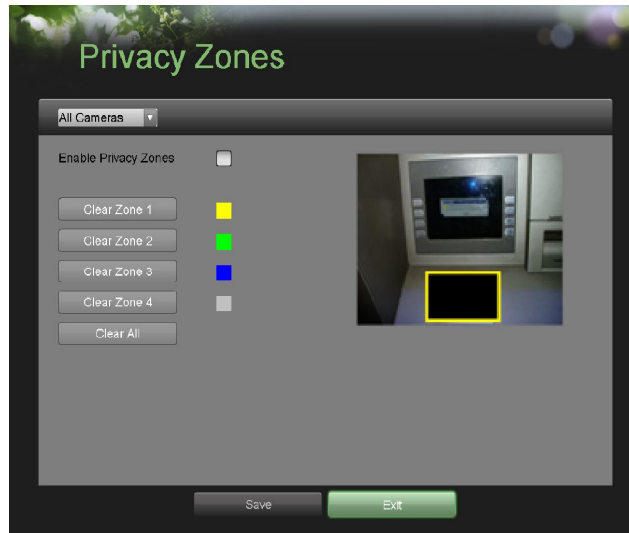 Privacy Zones
All Cameras
Enable Privacy Zones
Clear Zone 1
Clear Zone 2
Clear Zone 3
Clear Zone 4
Clear All
Save
Exit